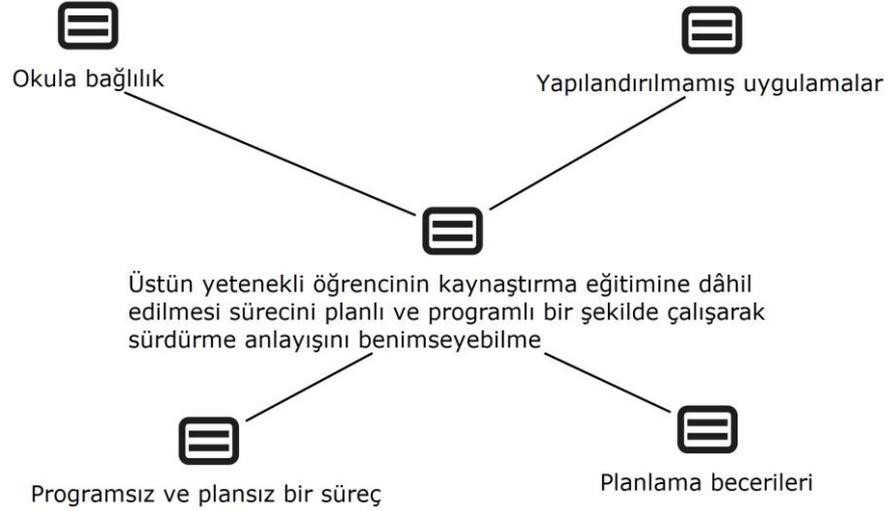 Okula bağlılık
Yapılandırılmamış uygulamalar
Üstün yetenekli öğrencinin kaynaştırma eğitimine dâhil
edilmesi sürecini planlı ve programlı bir şekilde çalışarak
sürdürme anlayışını benimseyebilme
Programsız ve plansız bir süreç
Planlama becerileri